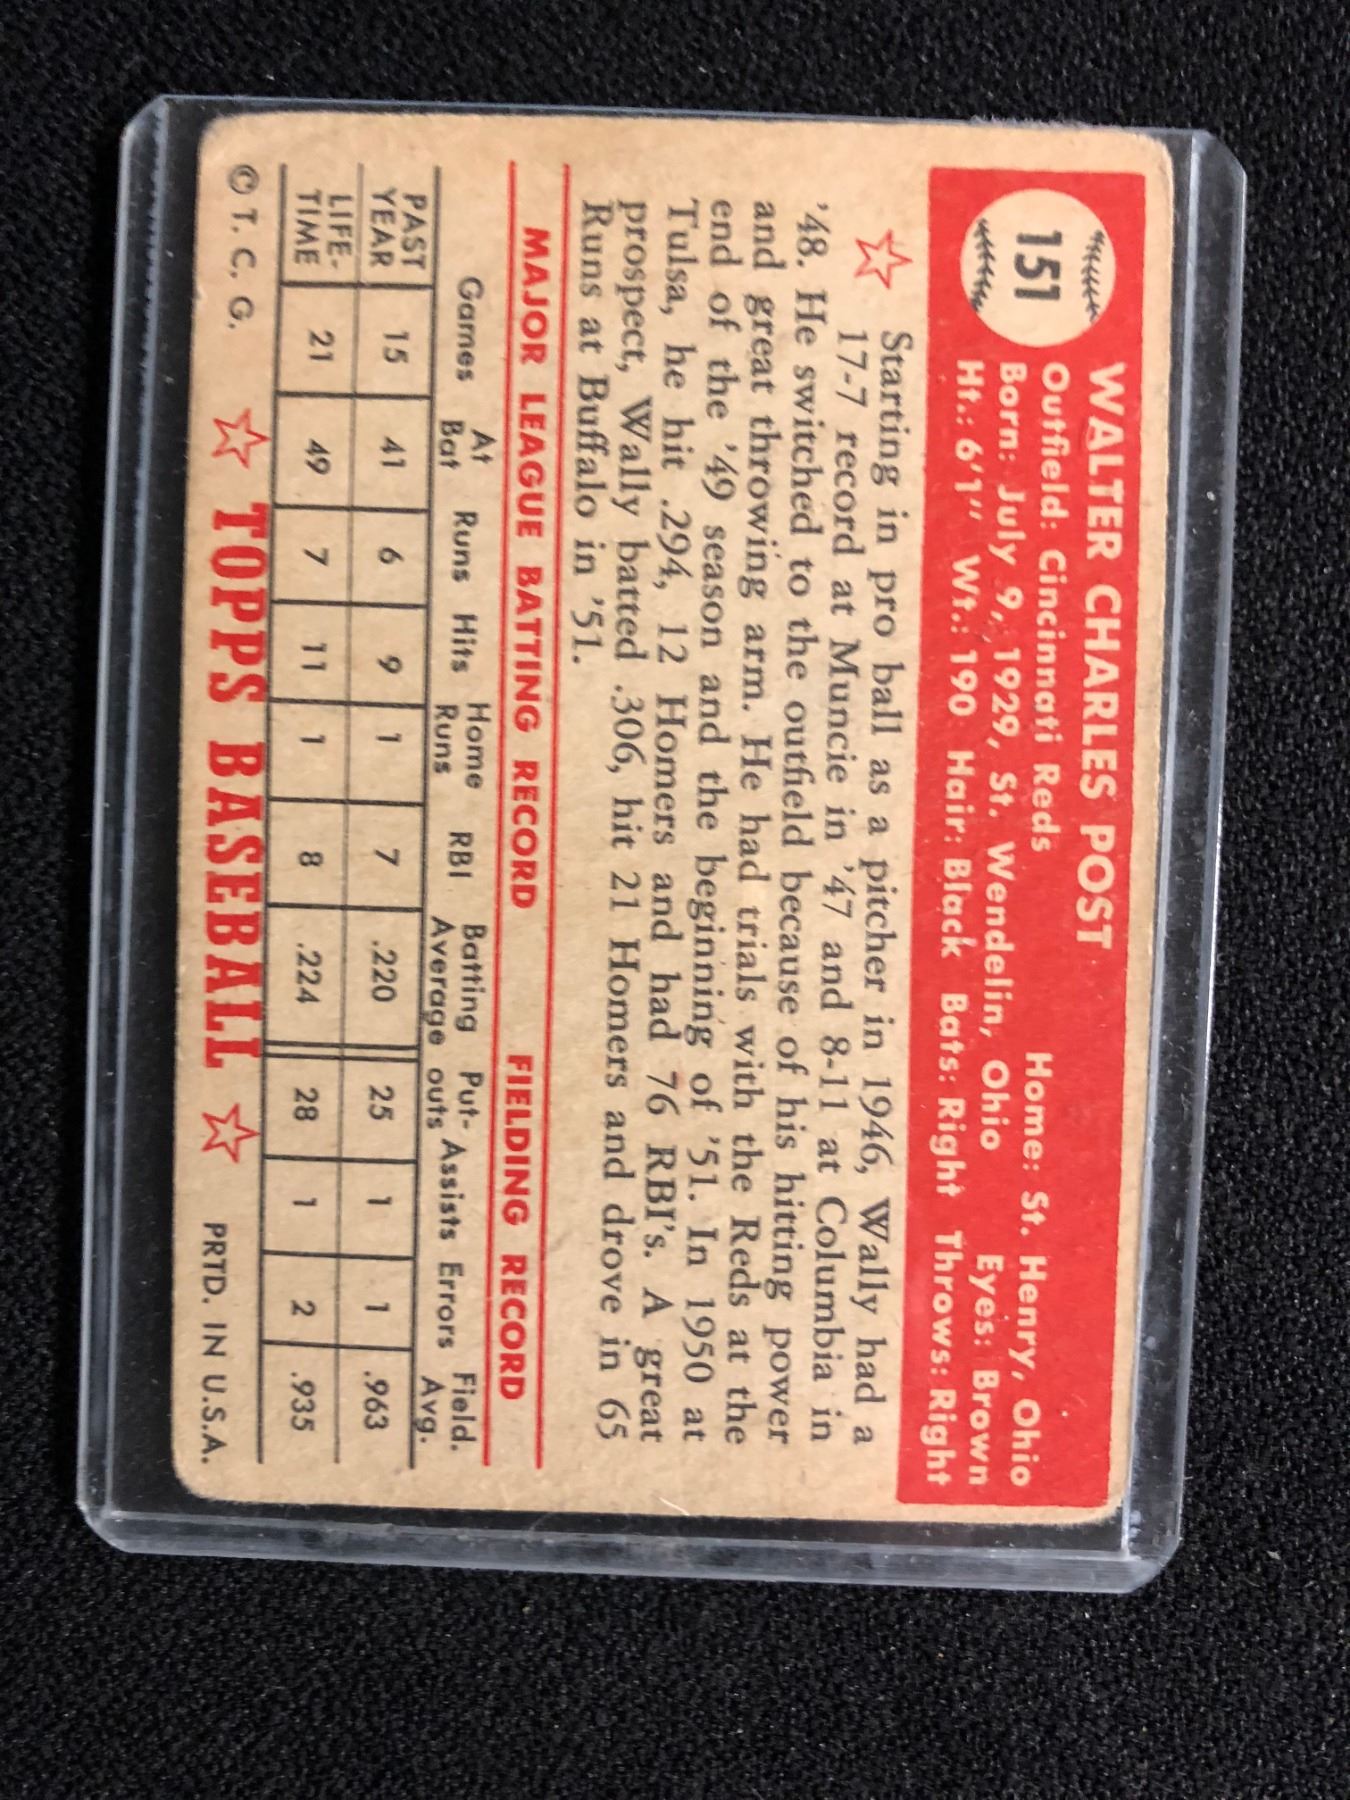 151
WALTER CHARLES POST
Outfield: Cincinnati Reds Home: St. Henry, Ohio
Born: July 9, 1929, St. Wendelin, Ohio Eyes: Brown
Ht.: 6'1" Wt.: 190 Hair: Black Bats: Right Throws: Right
Starting in pro ball as a pitcher in 1946, Wally had a
17-7 record at Muncie in '47 and 8-11 at Columbia in
'48. He switched to the outfield because of his hitting power
and great throwing arm. He had trials with the Reds at the
end of the '49 season and the beginning of '51. In 1950 at
Tulsa, he hit .294, 12 Homers and had 76 RBI's. A great
prospect, Wally batted .306, hit 21 Homers and drove in 65
Runs at Buffalo in '51.
MAJOR LEAGUE BATTING RECORD FIELDING RECORD
Games At Bat Runs Hits Home Runs RBI Batting Average Put-outs Assists Errors Field. Avg.
PAST YEAR 15 41 6 9 1 7 .220 25 1 1 .963
LIFE-TIME 21 49 7 11 1 8 .224 28 1 2 .935
© T. C. G. TOPPS BASEBALL PRTD. IN U.S.A.